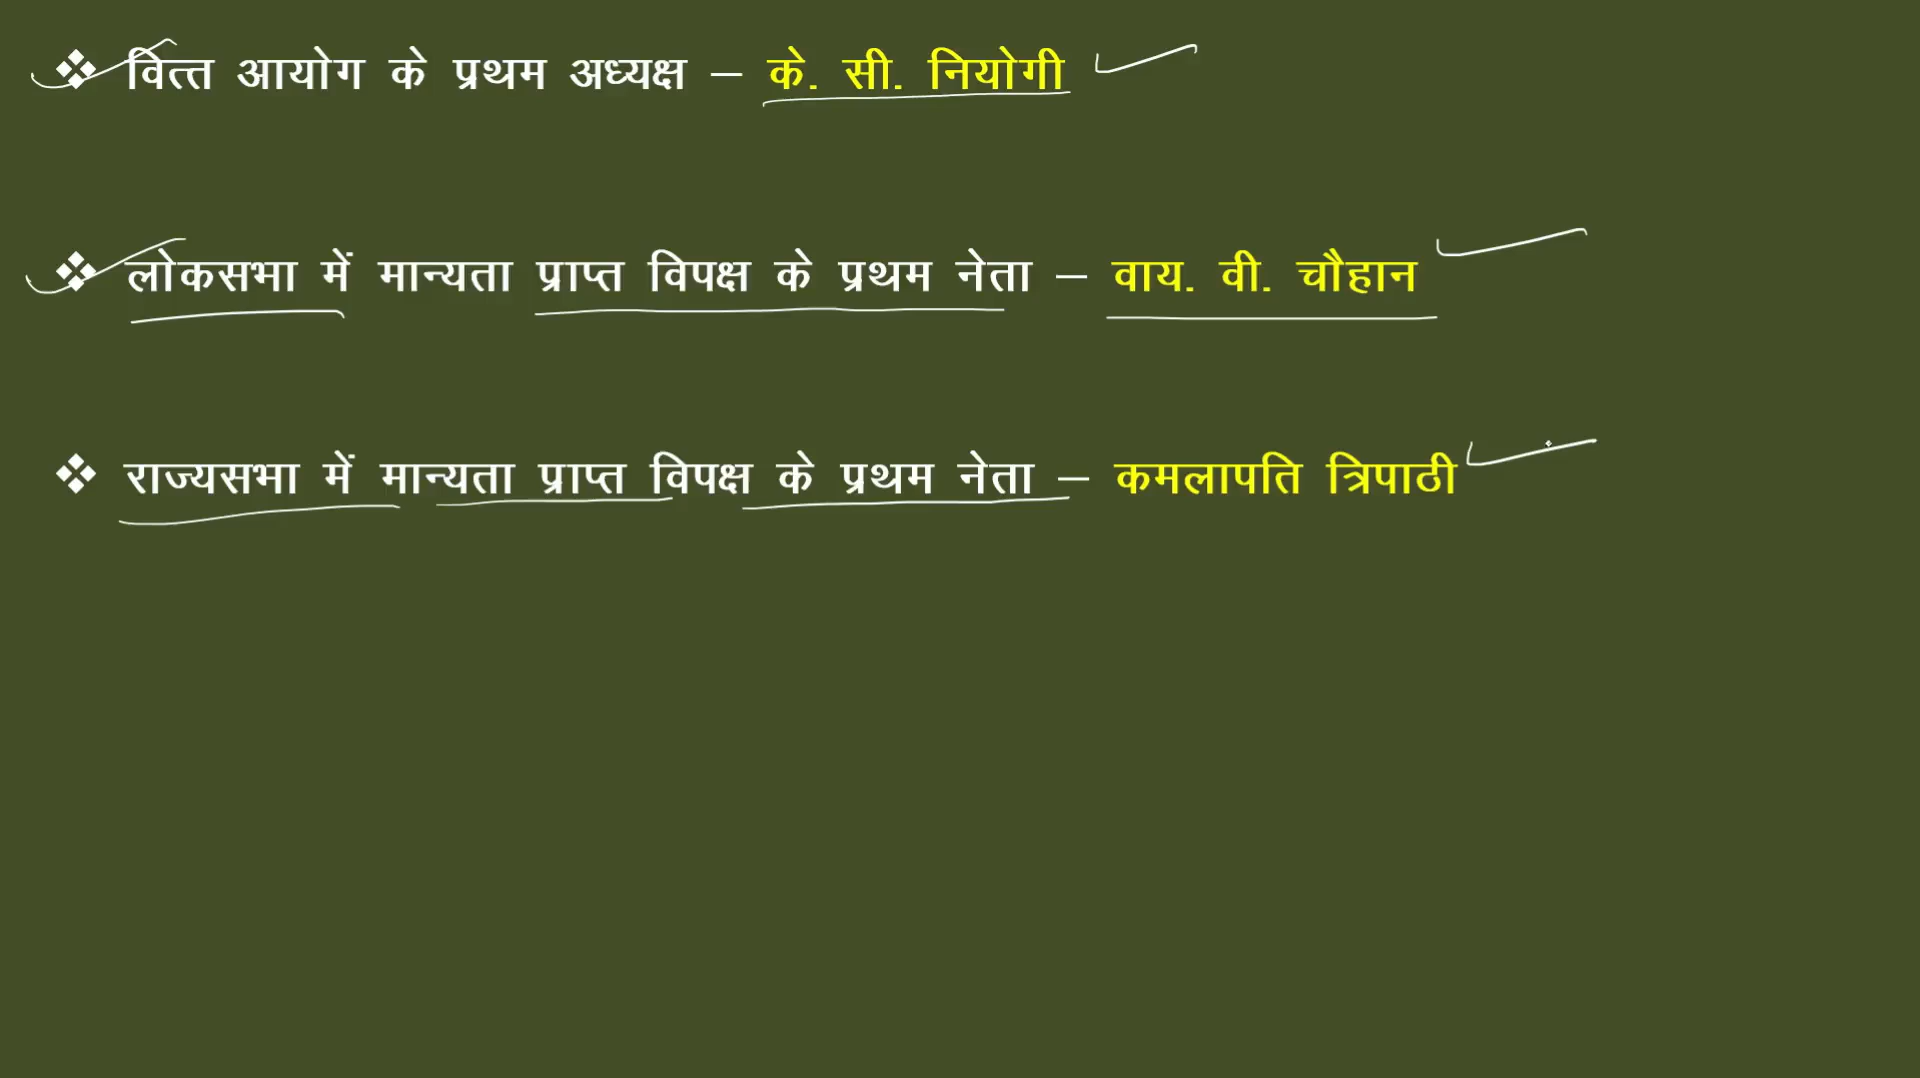 ❖ वित्त आयोग के प्रथम अध्यक्ष – के. सी. नियोगी
❖ लोकसभा में मान्यता प्राप्त विपक्ष के प्रथम नेता – वाय. वी. चौहान
❖ राज्यसभा में मान्यता प्राप्त विपक्ष के प्रथम नेता – कमलापति त्रिपाठी